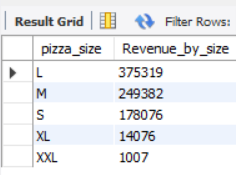 Result Grid Filter Rows:
pizza_size Revenue_by_size
L 375319
M 249382
S 178076
XL 14076
XXL 1007